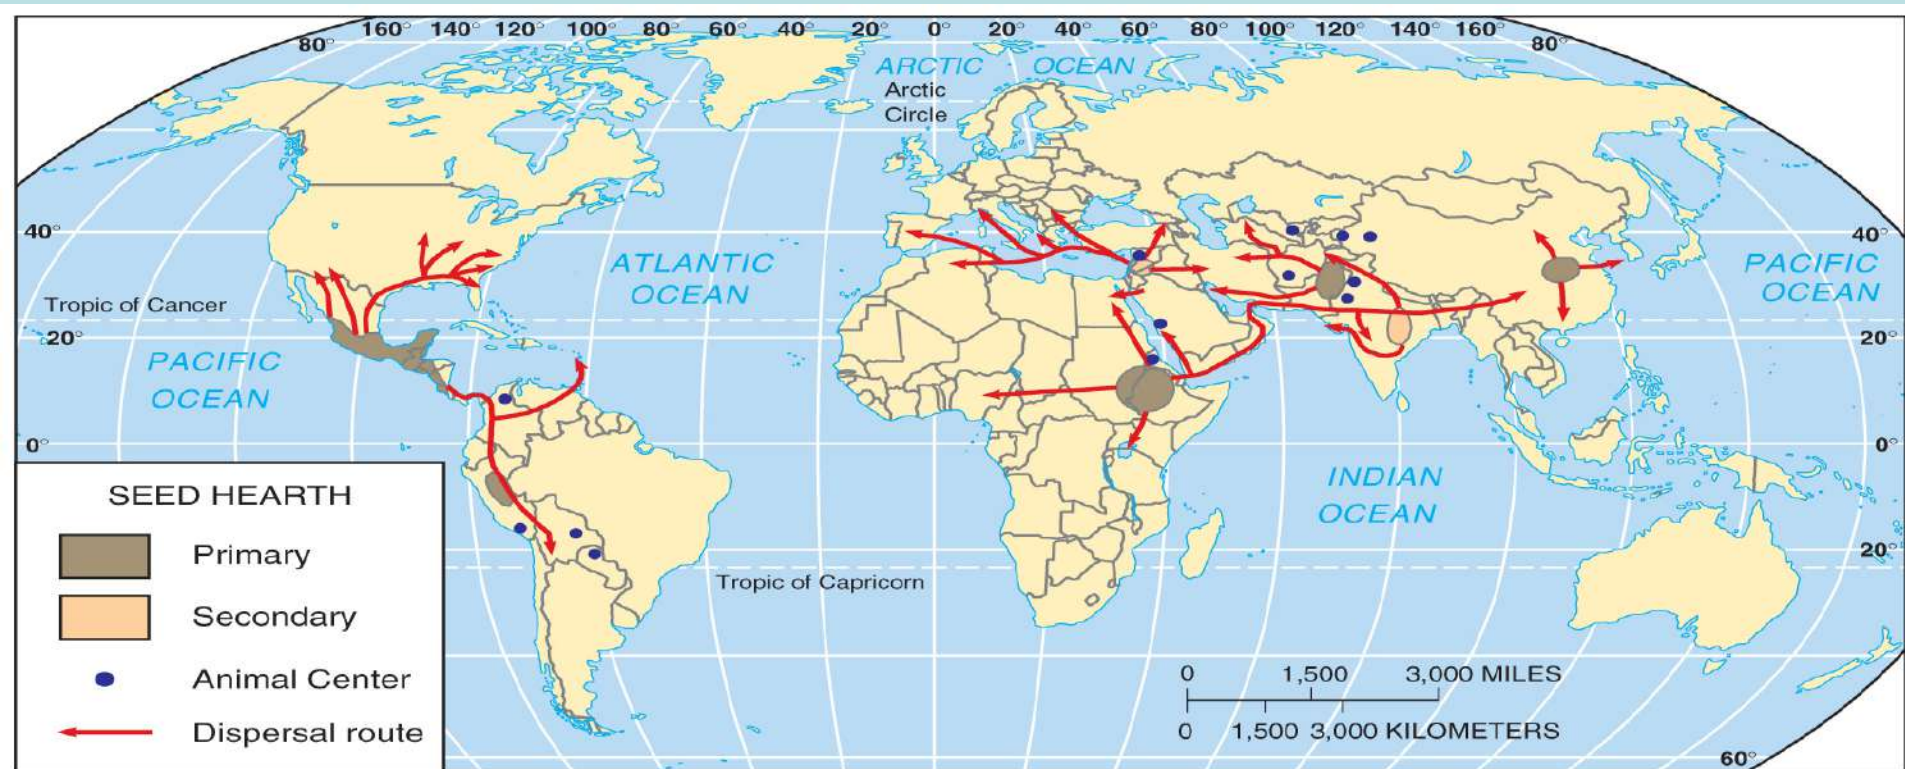 160° 140° 120° 100° 80° 60° 40° 20° 0° 20° 40° 60° 80° 100° 120° 140° 160°
80° 80°
ARCTIC OCEAN
Arctic
Circle
40° 40°
ATLANTIC
OCEAN
PACIFIC
OCEAN
Tropic of Cancer
20° 20°
PACIFIC
OCEAN
0° 0°
INDIAN
OCEAN
SEED HEARTH
Primary
Secondary
Animal Center
Dispersal route
20°
Tropic of Capricorn
0 1,500 3,000 MILES
0 1,500 3,000 KILOMETERS
60°